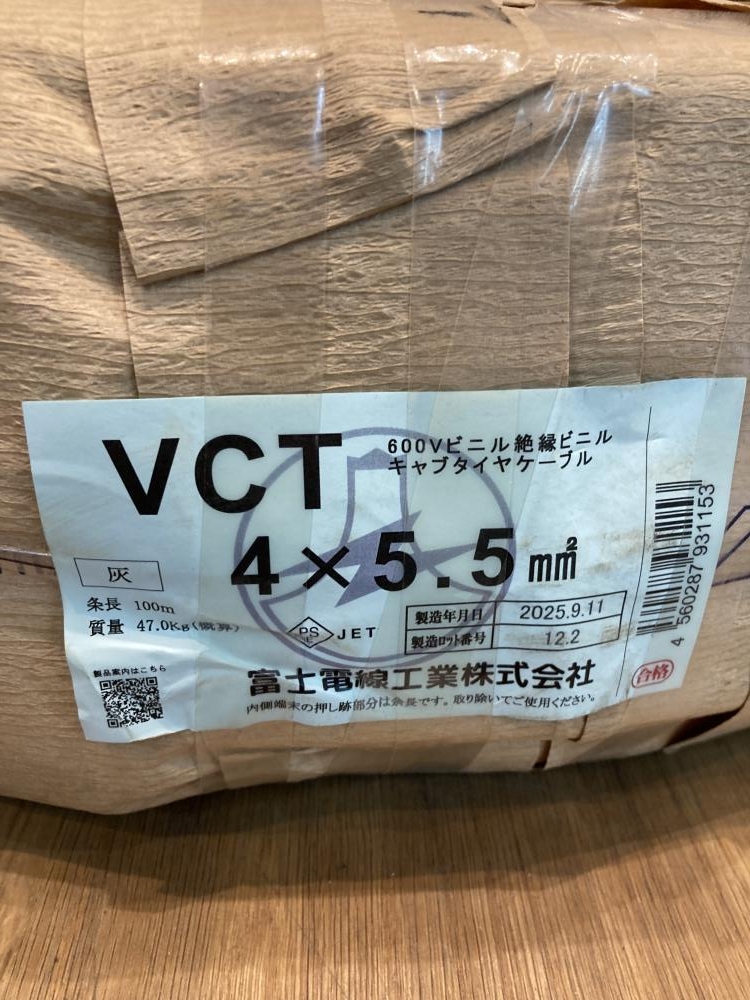 VCT
600Vビニル絶縁ビニル
キャブタイヤケーブル
4×5.5mm²
灰
条長 100m
質量 47.0Kg(概算)
PS
E
JET
製造年月日 2025.9.11
製造ロット番号 12.2
製品案内はこちら
富士電線工業株式会社
内側端末の押し跡部分は条長です。取り除いてご使用ください。
4 560287 931153
合格